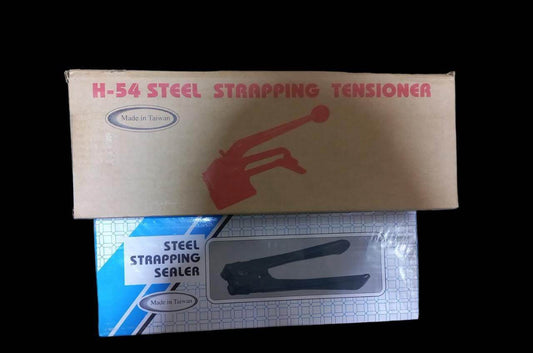 H-54 STEEL STRAPPING TENSIONER
Made in Taiwan
STEEL
STRAPPING
SEALER
Made in Taiwan